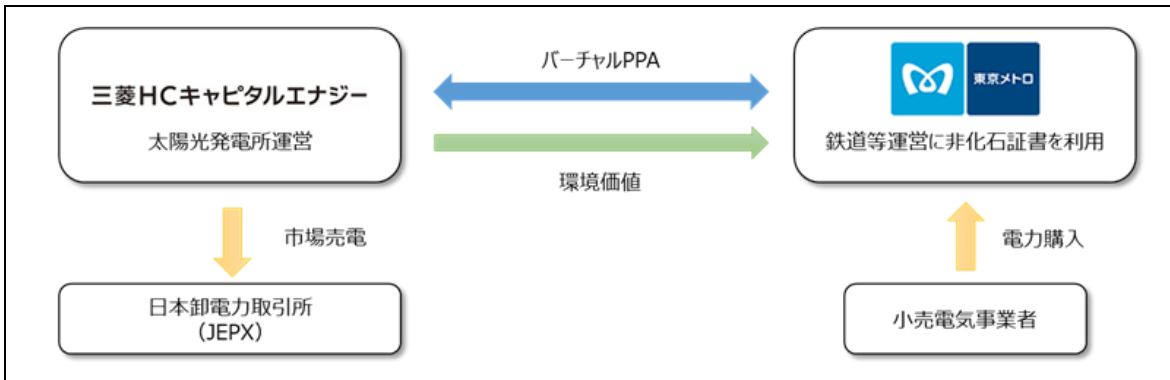 三菱HCキャピタルエナジー
太陽光発電所運営
バーチャルPPA
環境価値
東京メトロ
鉄道等運営に非化石証書を利用
市場売電
電力購入
日本卸電力取引所
(JEPX)
小売電気事業者